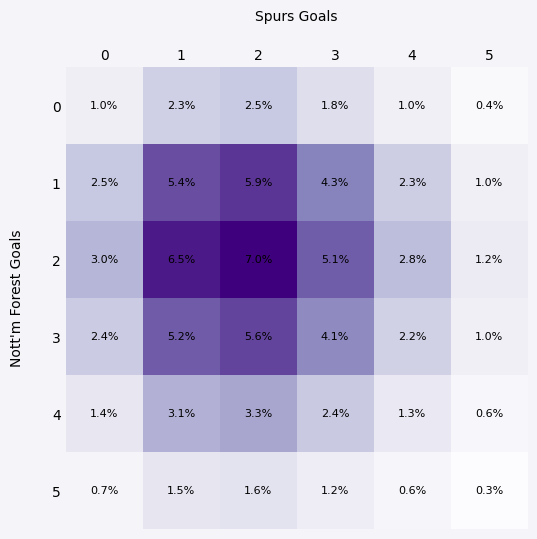 Spurs Goals
0 1 2 3 4 5
0 1.0% 2.3% 2.5% 1.8% 1.0% 0.4%
1 2.5% 5.4% 5.9% 4.3% 2.3% 1.0%
2 3.0% 6.5% 7.0% 5.1% 2.8% 1.2%
3 2.4% 5.2% 5.6% 4.1% 2.2% 1.0%
4 1.4% 3.1% 3.3% 2.4% 1.3% 0.6%
5 0.7% 1.5% 1.6% 1.2% 0.6% 0.3%
Nott'm Forest Goals